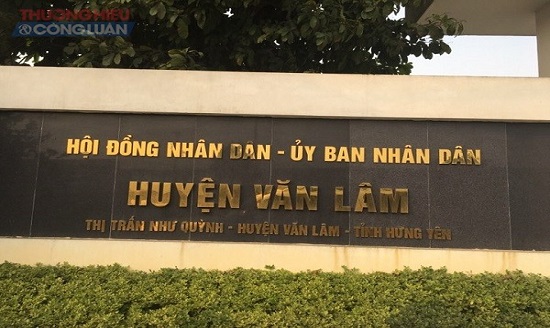 THƯƠNG HIỆU
& CÔNG LUẬN
HỘI ĐỒNG NHÂN DÂN - ỦY BAN NHÂN DÂN
HUYỆN VĂN LÂM
THỊ TRẤN NHƯ QUỲNH - HUYỆN VĂN LÂM - TỈNH HƯNG YÊN